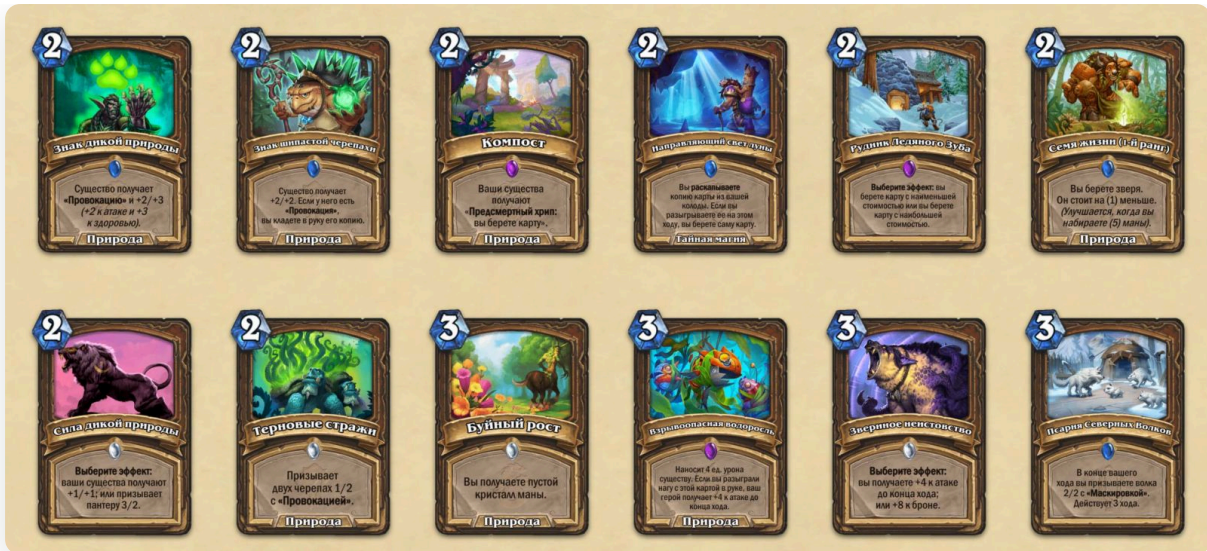 2
Знак дикой природы
Существо получает
«Провокацию» и +2/+3
(+2 к атаке и +3
к здоровью).
Природа
2
Знак шипастой черепахи
Существо получает
+2/+2. Если у него есть
«Провокация»,
вы кладете в руку его копию.
Природа
2
Компост
Ваши существа
получают
«Предсмертный хрип:
вы берете карту».
Природа
2
Направляющий свет луны
Вы раскапываете
копию карты из вашей
колоды. Если вы
разыгрываете ее на этом
ходу, вы берете саму карту.
Тайная магия
2
Рудник Ледяного Зуба
Выберите эффект: вы
берете карту с наименьшей
стоимостью или вы берете
карту с наибольшей
стоимостью.
2
Семя жизни (1-й ранг)
Вы берете зверя.
Он стоит на (1) меньше.
(Улучшается, когда вы
набираете (5) маны).
Природа
2
Сила дикой природы
Выберите эффект:
ваши существа получают
+1/+1; или призывает
пантеру 3/2.
2
Терновые стражи
Призывает
двух черепах 1/2
с «Провокацией».
Природа
3
Буйный рост
Вы получаете пустой
кристалл маны.
Природа
3
Взрывоопасная водоросль
Наносит 4 ед. урона
существу. Если вы разыграли
нагу с этой картой в руке, ваш
герой получает +4 к атаке до
конца хода.
Природа
3
Звериное неистовство
Выберите эффект:
вы получаете +4 к атаке
до конца хода;
или +8 к броне.
3
Псарня Северных Волков
В конце вашего
хода вы призываете волка
2/2 с «Маскировкой».
Действует 3 хода.